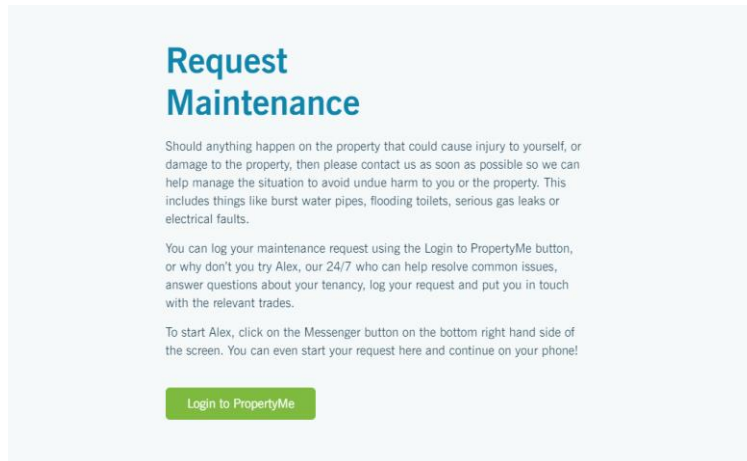 Request
Maintenance
Should anything happen on the property that could cause injury to yourself, or
damage to the property, then please contact us as soon as possible so we can
help manage the situation to avoid undue harm to you or the property. This
includes things like burst water pipes, flooding toilets, serious gas leaks or
electrical faults.
You can log your maintenance request using the Login to PropertyMe button,
or why don't you try Alex, our 24/7 who can help resolve common issues,
answer questions about your tenancy, log your request and put you in touch
with the relevant trades.
To start Alex, click on the Messenger button on the bottom right hand side of
the screen. You can even start your request here and continue on your phone!
Login to PropertyMe